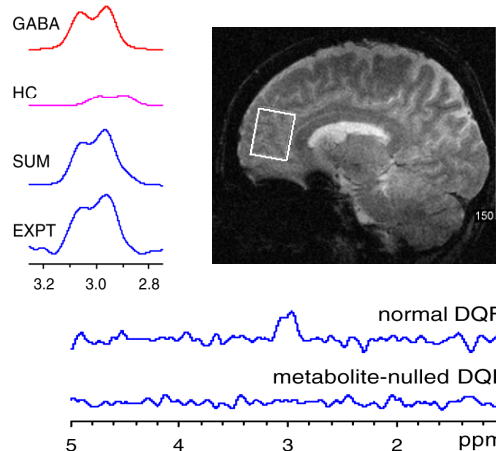 GABA
HC
SUM
EXPT
3.2 3.0 2.8
150
normal DQF
metabolite-nulled DQF
5 4 3 2 ppm